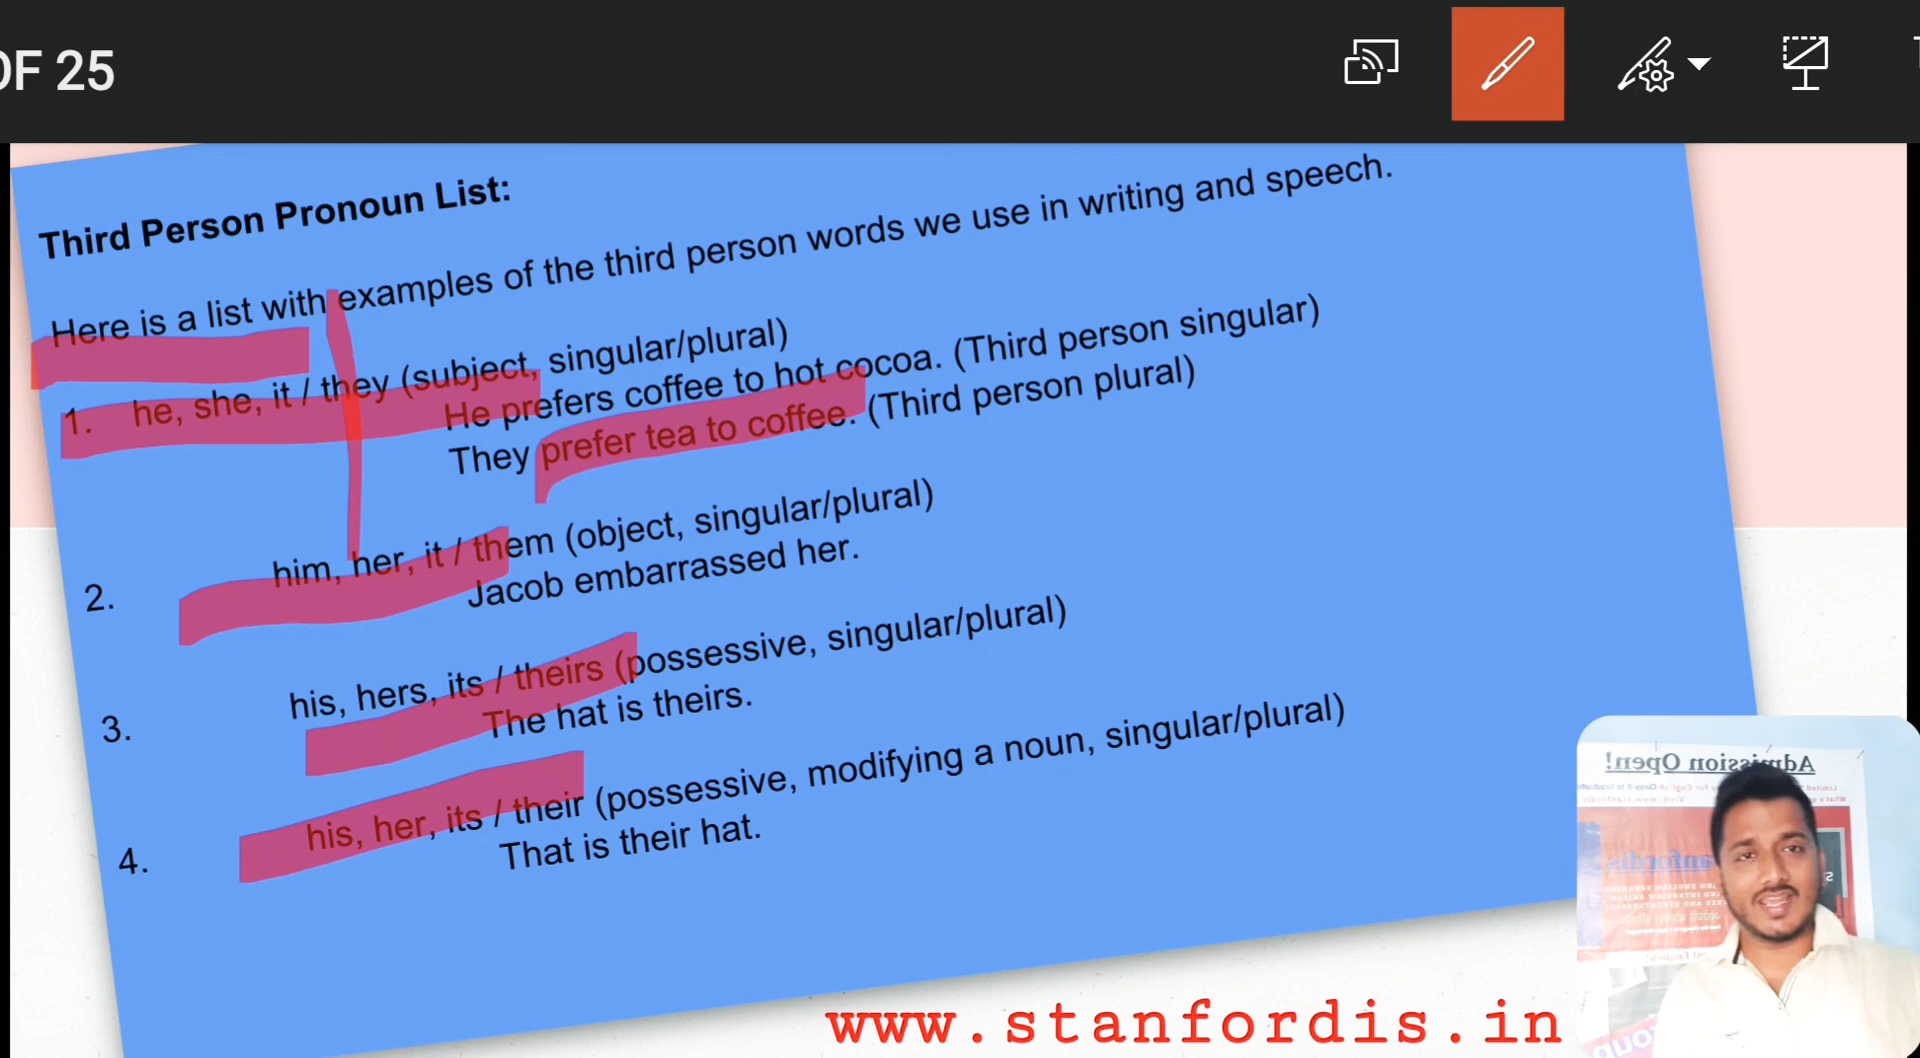 OF 25
Third Person Pronoun List:
Here is a list with examples of the third person words we use in writing and speech.
1. he, she, it / they (subject, singular/plural)
He prefers coffee to hot cocoa. (Third person singular)
They prefer tea to coffee. (Third person plural)
2. him, her, it / them (object, singular/plural)
Jacob embarrassed her.
3. his, hers, its / theirs (possessive, singular/plural)
The hat is theirs.
4. his, her, its / their (possessive, modifying a noun, singular/plural)
That is their hat.
Admission Open!
www.stanfordis.in